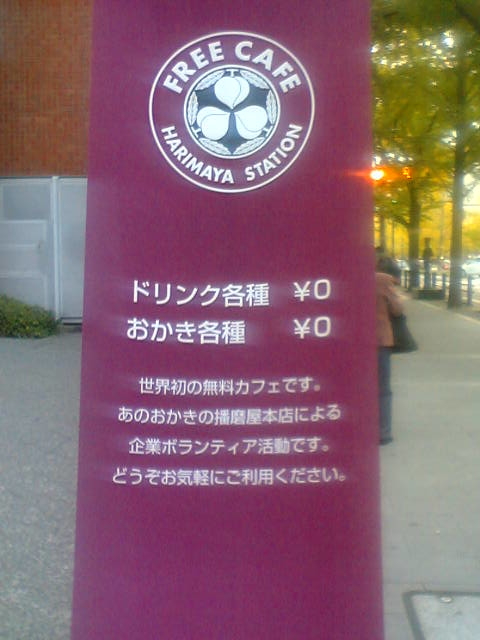 FREE CAFE
HARIMAYA STATION
ドリンク各種 ¥0
おかき各種 ¥0
世界初の無料カフェです。
あのおかきの播磨屋本店による
企業ボランティア活動です。
どうぞお気軽にご利用ください。